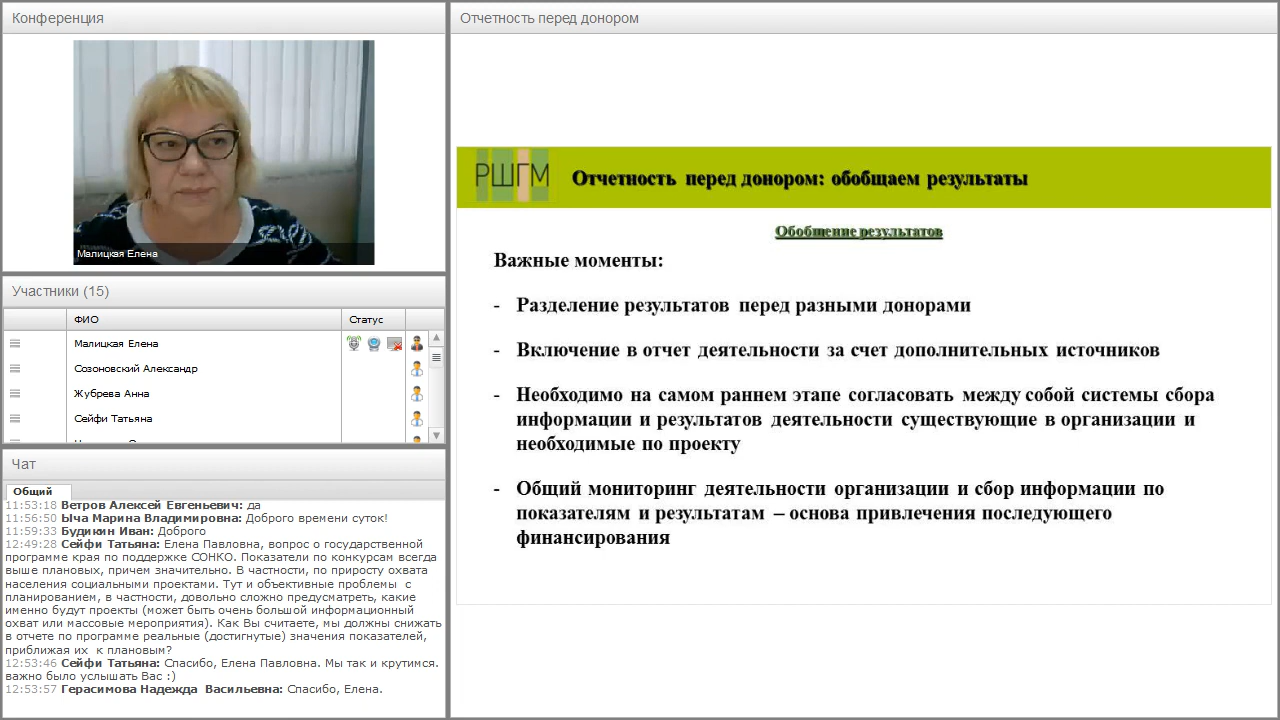 Конференция
Малицкая Елена
Участники (15)
ФИО
Статус
Малицкая Елена
Созоновский Александр
Жубрева Анна
Сейфи Татьяна
Чат
Общий
11:53:18 Ветров Алексей Евгеньевич: да
11:56:50 Ыча Марина Владимировна: Доброго времени суток!
11:59:33 Будикин Иван: Доброго
12:49:28 Сейфи Татьяна: Елена Павловна, вопрос о государственной
программе края по поддержке СОНКО. Показатели по конкурсам всегда
выше плановых, причем значительно. В частности, по приросту охвата
населения социальными проектами. Тут и объективные проблемы с
планированием, в частности, довольно сложно предусмотреть, какие
именно будут проекты (может быть очень большой информационный
охват или массовые мероприятия). Как Вы считаете, мы должны снижать
в отчете по программе реальные (достигнутые) значения показателей,
приближая их к плановым?
12:53:46 Сейфи Татьяна: Спасибо, Елена Павловна. Мы так и крутимся.
важно было услышать Вас :)
12:53:57 Герасимова Надежда Васильевна: Спасибо, Елена.
Отчетность перед донором
РШГМ
Отчетность перед донором: обобщаем результаты
Обобщение результатов
Важные моменты:
- Разделение результатов перед разными донорами
- Включение в отчет деятельности за счет дополнительных источников
- Необходимо на самом раннем этапе согласовать между собой системы сбора
информации и результатов деятельности существующие в организации и
необходимые по проекту
- Общий мониторинг деятельности организации и сбор информации по
показателям и результатам – основа привлечения последующего
финансирования